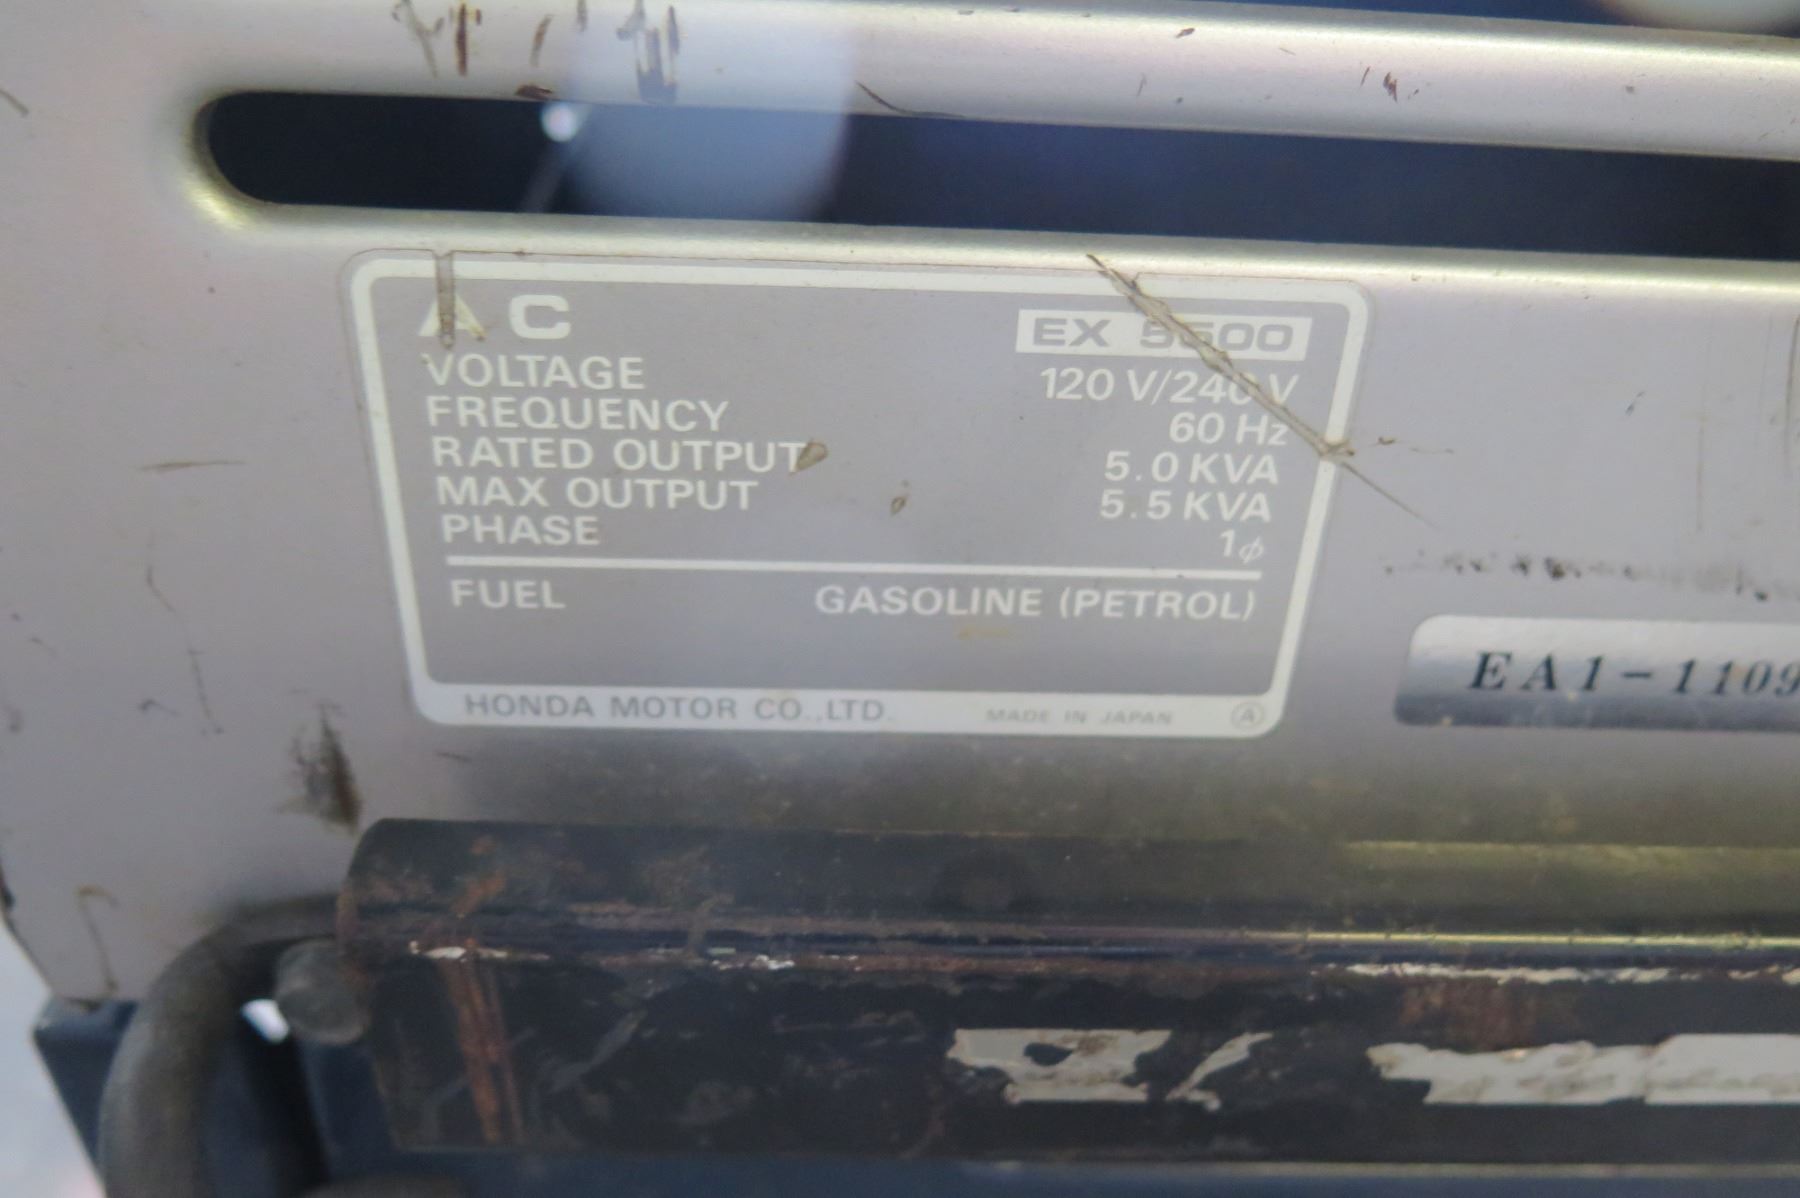 AC
EX 5500
VOLTAGE 120 V/240 V
FREQUENCY 60 Hz
RATED OUTPUT 5.0 KVA
MAX OUTPUT 5.5 KVA
PHASE 1ϕ
FUEL GASOLINE (PETROL)
HONDA MOTOR CO.,LTD. MADE IN JAPAN Ⓐ
EA1-1109